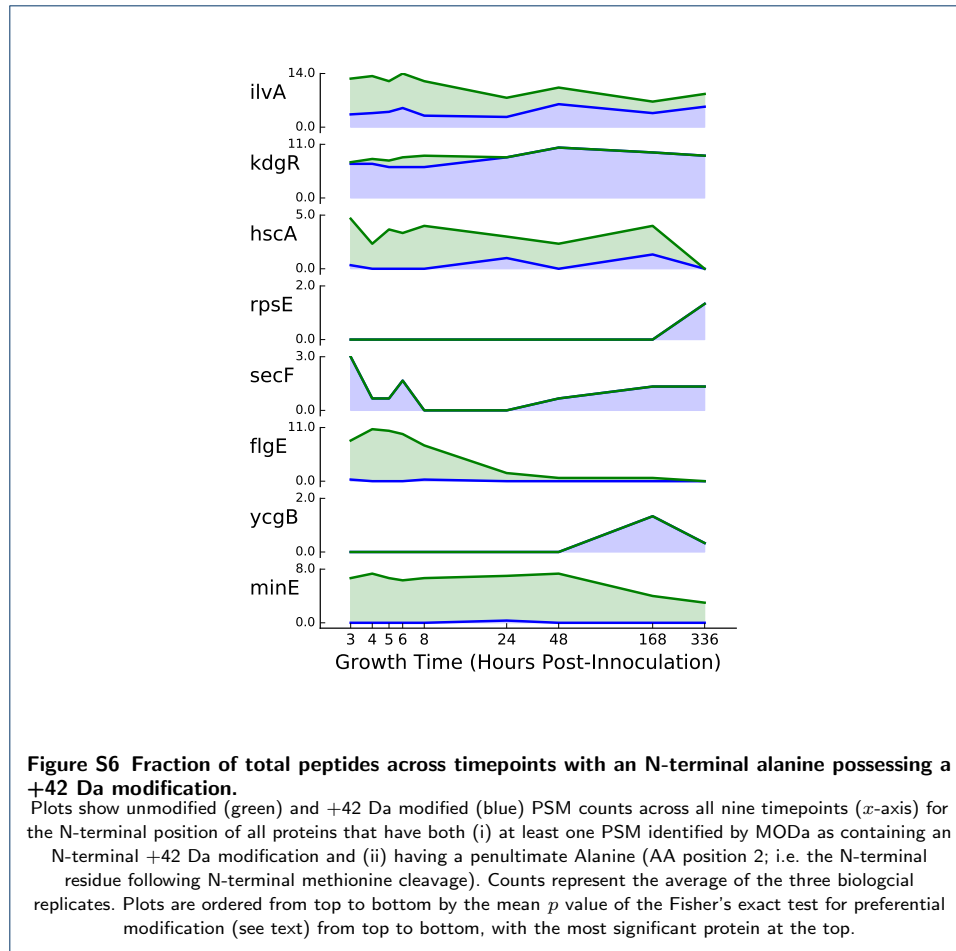 ilvA
14.0
0.0
kdgR
11.0
0.0
hscA
5.0
0.0
rpsE
2.0
0.0
secF
3.0
0.0
flgE
11.0
0.0
ycgB
2.0
0.0
minE
8.0
0.0
3 4 5 6 8 24 48 168 336
Growth Time (Hours Post-Innoculation)
Figure S6 Fraction of total peptides across timepoints with an N-terminal alanine possessing a
+42 Da modification.
Plots show unmodified (green) and +42 Da modified (blue) PSM counts across all nine timepoints (x-axis) for
the N-terminal position of all proteins that have both (i) at least one PSM identified by MODa as containing an
N-terminal +42 Da modification and (ii) having a penultimate Alanine (AA position 2; i.e. the N-terminal
residue following N-terminal methionine cleavage). Counts represent the average of the three biologcial
replicates. Plots are ordered from top to bottom by the mean p value of the Fisher's exact test for preferential
modification (see text) from top to bottom, with the most significant protein at the top.